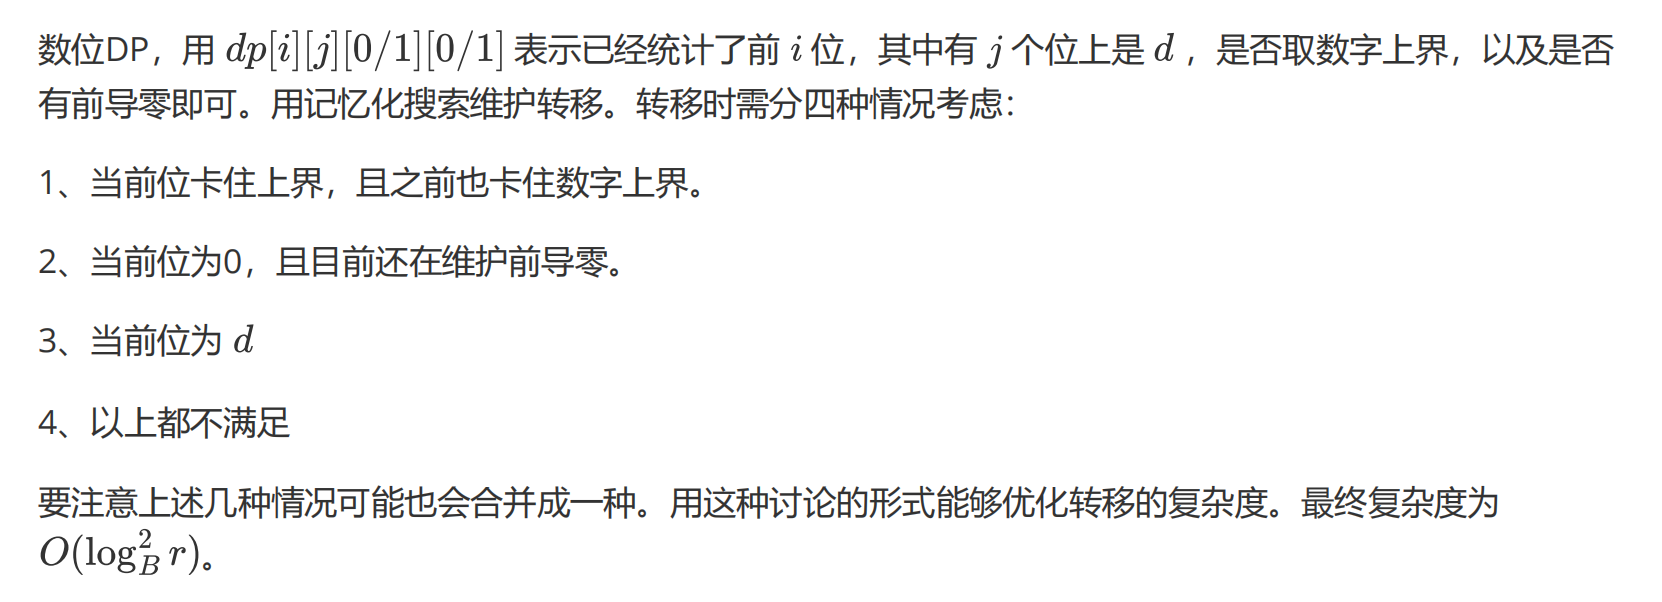 数位DP，用 dp[i][j][0/1][0/1] 表示已经统计了前 i 位，其中有 j 个位上是 d ，是否取数字上界，以及是否
有前导零即可。用记忆化搜索维护转移。转移时需分四种情况考虑：
1、当前位卡住上界，且之前也卡住数字上界。
2、当前位为0，且目前还在维护前导零。
3、当前位为 d
4、以上都不满足
要注意上述几种情况可能也会合并成一种。用这种讨论的形式能够优化转移的复杂度。最终复杂度为
O(log_B^2 r)。